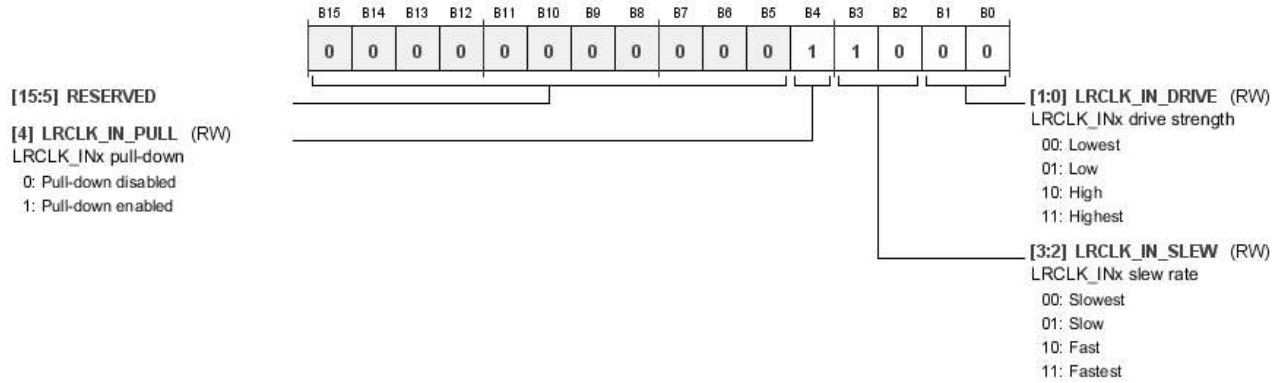 B15 B14 B13 B12 B11 B10 B9 B8 B7 B6 B5 B4 B3 B2 B1 B0
0 0 0 0 0 0 0 0 0 0 0 1 1 0 0 0
[15:5] RESERVED
[4] LRCLK_IN_PULL (RW)
LRCLK_INx pull-down
0: Pull-down disabled
1: Pull-down enabled
[1:0] LRCLK_IN_DRIVE (RW)
LRCLK_INx drive strength
00: Lowest
01: Low
10: High
11: Highest
[3:2] LRCLK_IN_SLEW (RW)
LRCLK_INx slew rate
00: Slowest
01: Slow
10: Fast
11: Fastest